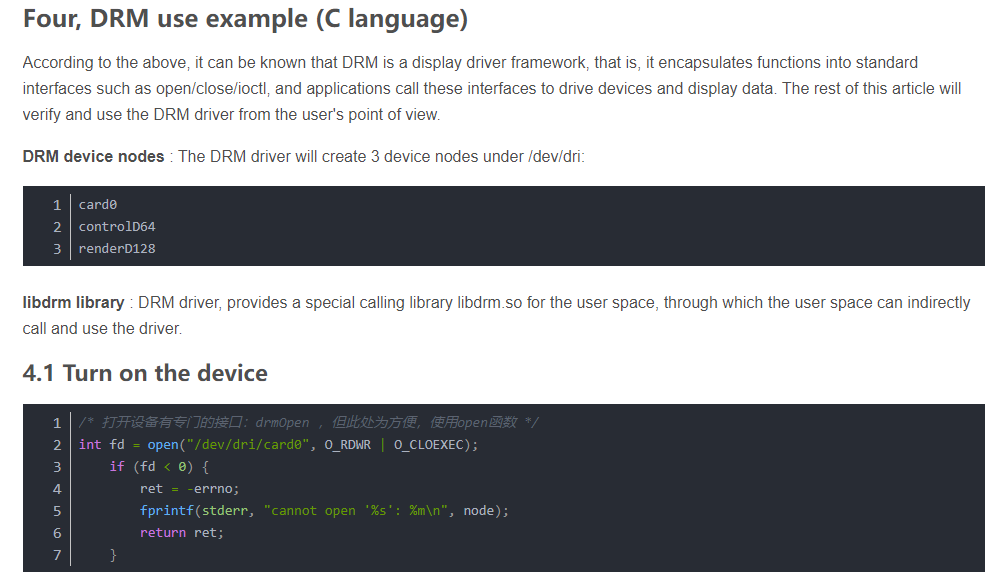 Four, DRM use example (C language)
According to the above, it can be known that DRM is a display driver framework, that is, it encapsulates functions into standard
interfaces such as open/close/ioctl, and applications call these interfaces to drive devices and display data. The rest of this article will
verify and use the DRM driver from the user's point of view.
DRM device nodes : The DRM driver will create 3 device nodes under /dev/dri:
1 card0
2 controlD64
3 renderD128
libdrm library : DRM driver, provides a special calling library libdrm.so for the user space, through which the user space can indirectly
call and use the driver.
4.1 Turn on the device
1 /* 打开设备有专门的接口：drmOpen ，但此处为方便，使用open函数 */
2 int fd = open("/dev/dri/card0", O_RDWR | O_CLOEXEC);
3     if (fd < 0) {
4         ret = -errno;
5         fprintf(stderr, "cannot open '%s': %m\n", node);
6         return ret;
7     }